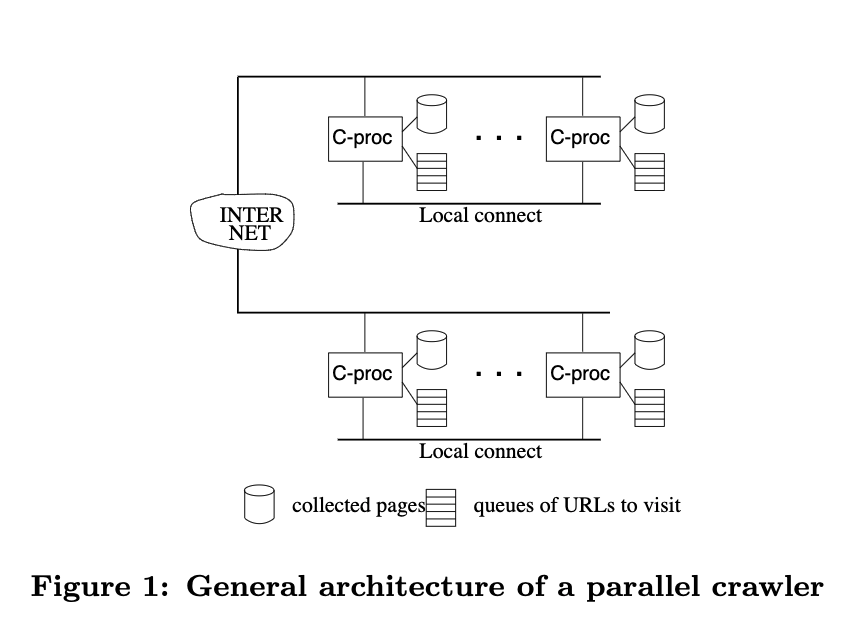 C-proc
. . .
C-proc
Local connect
INTER
NET
C-proc
. . .
C-proc
Local connect
collected pages
queues of URLs to visit
Figure 1: General architecture of a parallel crawler